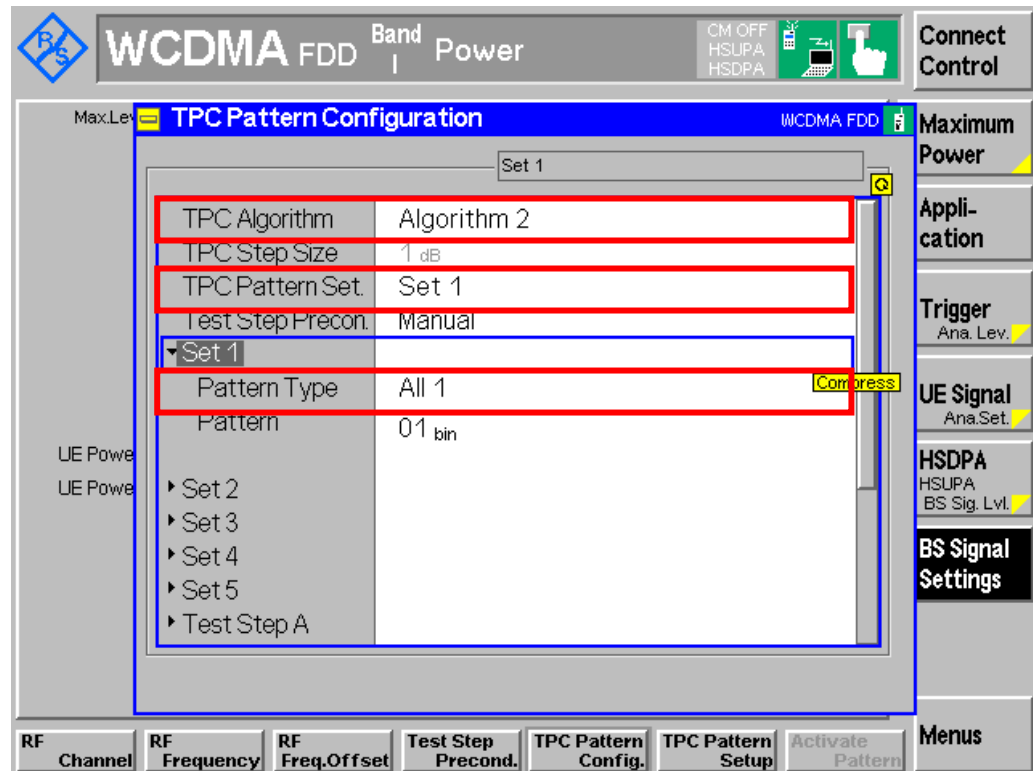 R/S
WCDMA FDD Band I Power
CM OFF
HSUPA
HSDPA
Connect
Control
Max.Lev
TPC Pattern Configuration
WCDMA FDD
Maximum
Power
Set 1
TPC Algorithm Algorithm 2
Appli-
cation
TPC Step Size 1 dB
TPC Pattern Set. Set 1
Test Step Precon. Manual
Trigger
Ana. Lev.
Set 1
Pattern Type All 1
Compress
UE Signal
Ana.Set.
Pattern 01 bin
UE Powe
UE Powe
HSDPA
HSUPA
BS Sig. Lvl.
Set 2
Set 3
Set 4
Set 5
Test Step A
BS Signal
Settings
RF
Channel
RF
Frequency
RF
Freq.Offset
Test Step
Precond.
TPC Pattern
Config.
TPC Pattern
Setup
Activate
Pattern
Menus